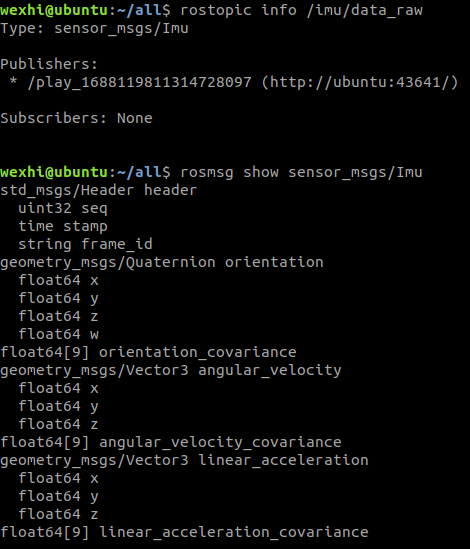 wexhi@ubuntu:~/all$ rostopic info /imu/data_raw
Type: sensor_msgs/Imu

Publishers:
 * /play_1688119811314728097 (http://ubuntu:43641/)

Subscribers: None


wexhi@ubuntu:~/all$ rosmsg show sensor_msgs/Imu
std_msgs/Header header
  uint32 seq
  time stamp
  string frame_id
geometry_msgs/Quaternion orientation
  float64 x
  float64 y
  float64 z
  float64 w
float64[9] orientation_covariance
geometry_msgs/Vector3 angular_velocity
  float64 x
  float64 y
  float64 z
float64[9] angular_velocity_covariance
geometry_msgs/Vector3 linear_acceleration
  float64 x
  float64 y
  float64 z
float64[9] linear_acceleration_covariance